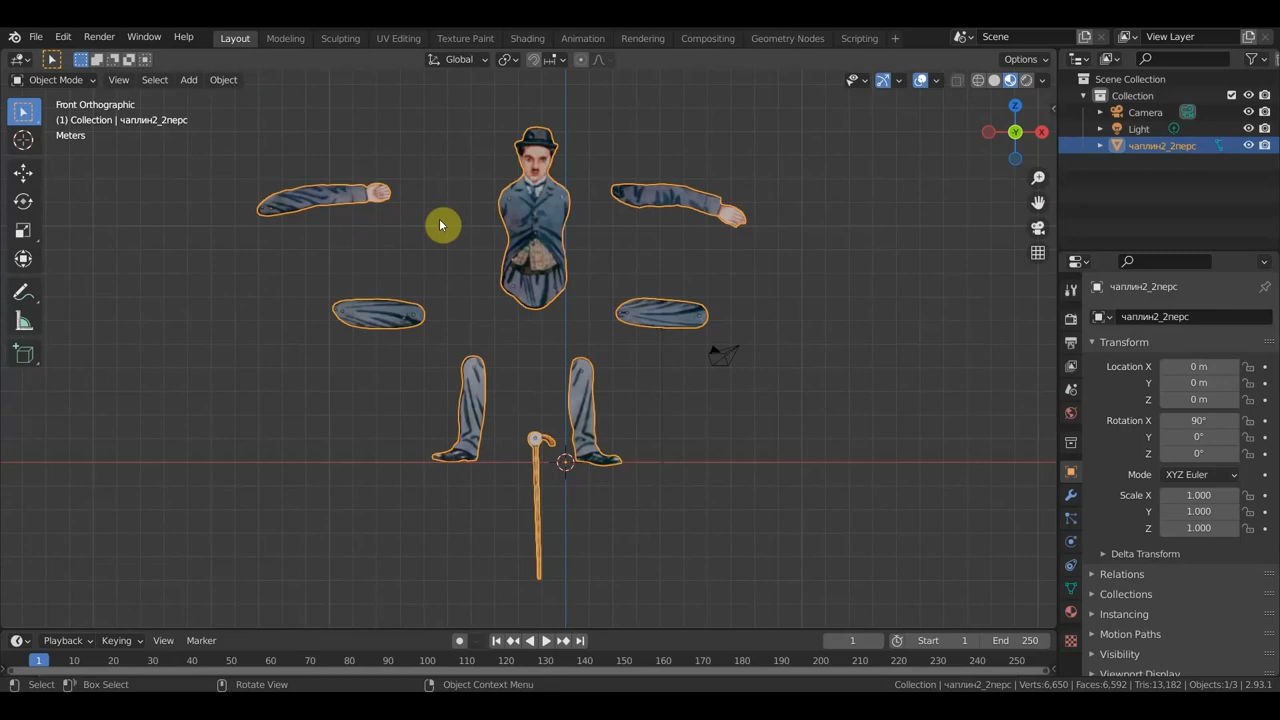 File Edit Render Window Help Layout Modeling Sculpting UV Editing Texture Paint Shading Animation Rendering Compositing Geometry Nodes Scripting + Scene View Layer
Global Options
Object Mode View Select Add Object
Front Orthographic
(1) Collection | чаплин2_2перс
Meters
Z
X
Y
Scene Collection
Collection
Camera
Light
чаплин2_2перс
чаплин2_2перс
чаплин2_2перс
Transform
Location X 0 m
Y 0 m
Z 0 m
Rotation X 90°
Y 0°
Z 0°
Mode XYZ Euler
Scale X 1.000
Y 1.000
Z 1.000
Delta Transform
Relations
Collections
Instancing
Motion Paths
Visibility
Viewport Display
Playback Keying View Marker 1 Start 1 End 250
1 10 20 30 40 50 60 70 80 90 100 110 120 130 140 150 160 170 180 190 200 210 220 230 240 250
Select Box Select Rotate View Object Context Menu Collection | чаплин2_2перс | Verts:6,650 | Faces:6,592 | Tris:13,182 | Objects:1/3 | 2.93.1